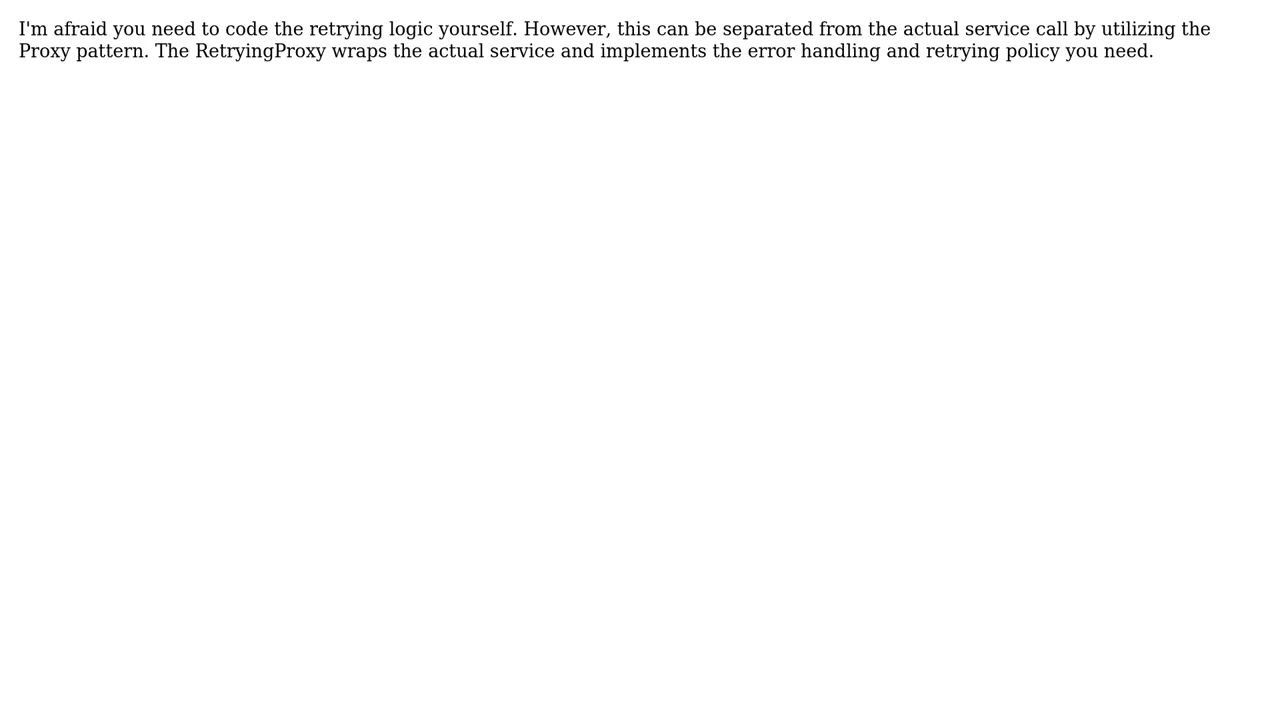 I'm afraid you need to code the retrying logic yourself. However, this can be separated from the actual service call by utilizing the
Proxy pattern. The RetryingProxy wraps the actual service and implements the error handling and retrying policy you need.